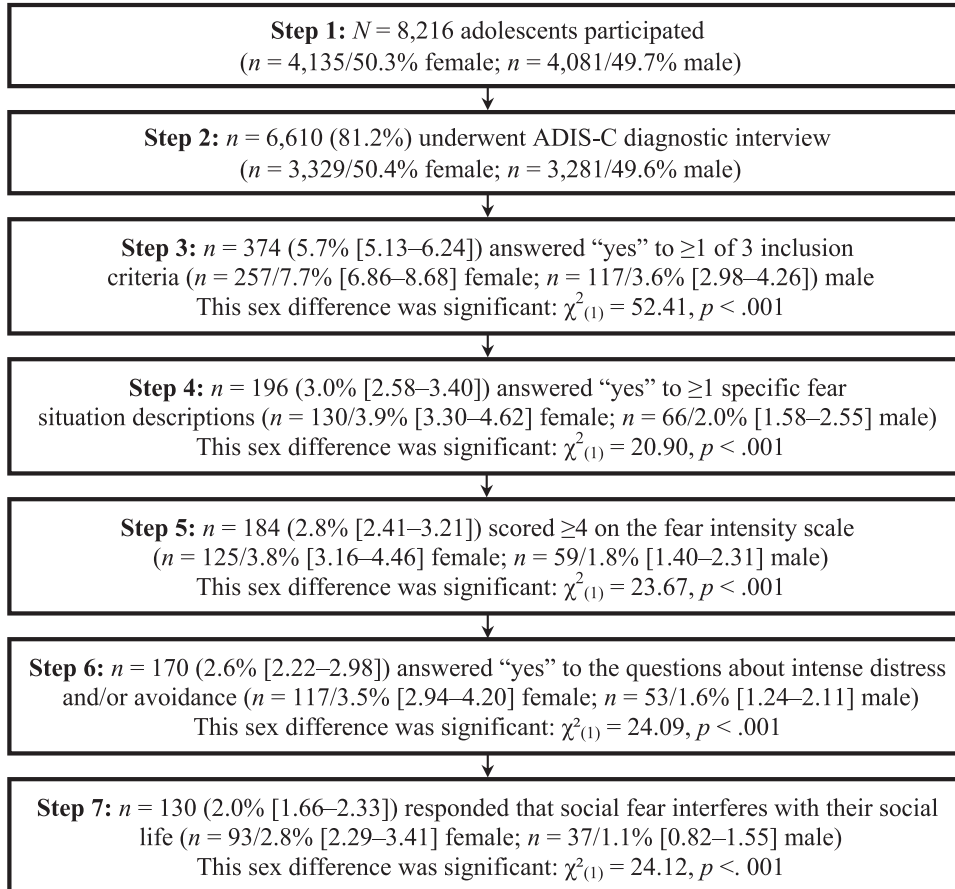 Step 1: N = 8,216 adolescents participated
(n = 4,135/50.3% female; n = 4,081/49.7% male)
Step 2: n = 6,610 (81.2%) underwent ADIS-C diagnostic interview
(n = 3,329/50.4% female; n = 3,281/49.6% male)
Step 3: n = 374 (5.7% [5.13–6.24]) answered “yes” to ≥1 of 3 inclusion
criteria (n = 257/7.7% [6.86–8.68] female; n = 117/3.6% [2.98–4.26]) male
This sex difference was significant: χ²(1) = 52.41, p < .001
Step 4: n = 196 (3.0% [2.58–3.40]) answered “yes” to ≥1 specific fear
situation descriptions (n = 130/3.9% [3.30–4.62] female; n = 66/2.0% [1.58–2.55] male)
This sex difference was significant: χ²(1) = 20.90, p < .001
Step 5: n = 184 (2.8% [2.41–3.21]) scored ≥4 on the fear intensity scale
(n = 125/3.8% [3.16–4.46] female; n = 59/1.8% [1.40–2.31] male)
This sex difference was significant: χ²(1) = 23.67, p < .001
Step 6: n = 170 (2.6% [2.22–2.98]) answered “yes” to the questions about intense distress
and/or avoidance (n = 117/3.5% [2.94–4.20] female; n = 53/1.6% [1.24–2.11] male)
This sex difference was significant: χ²(1) = 24.09, p < .001
Step 7: n = 130 (2.0% [1.66–2.33]) responded that social fear interferes with their social
life (n = 93/2.8% [2.29–3.41] female; n = 37/1.1% [0.82–1.55] male)
This sex difference was significant: χ²(1) = 24.12, p <. 001